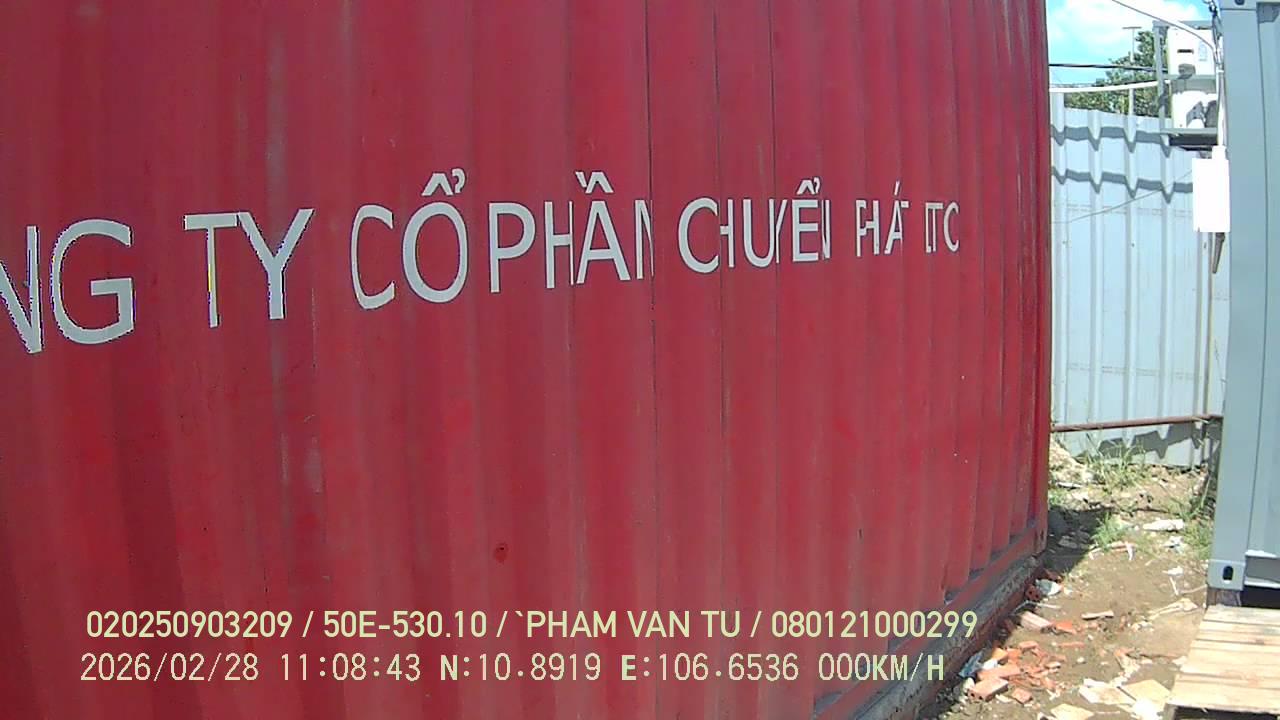 NG TY CỔ PHẦN CHUYỂN PHÁT LTC
020250903209 / 50E-530.10 / `PHAM VAN TU / 080121000299
2026/02/28 11:08:43 N:10.8919 E:106.6536 000KM/H